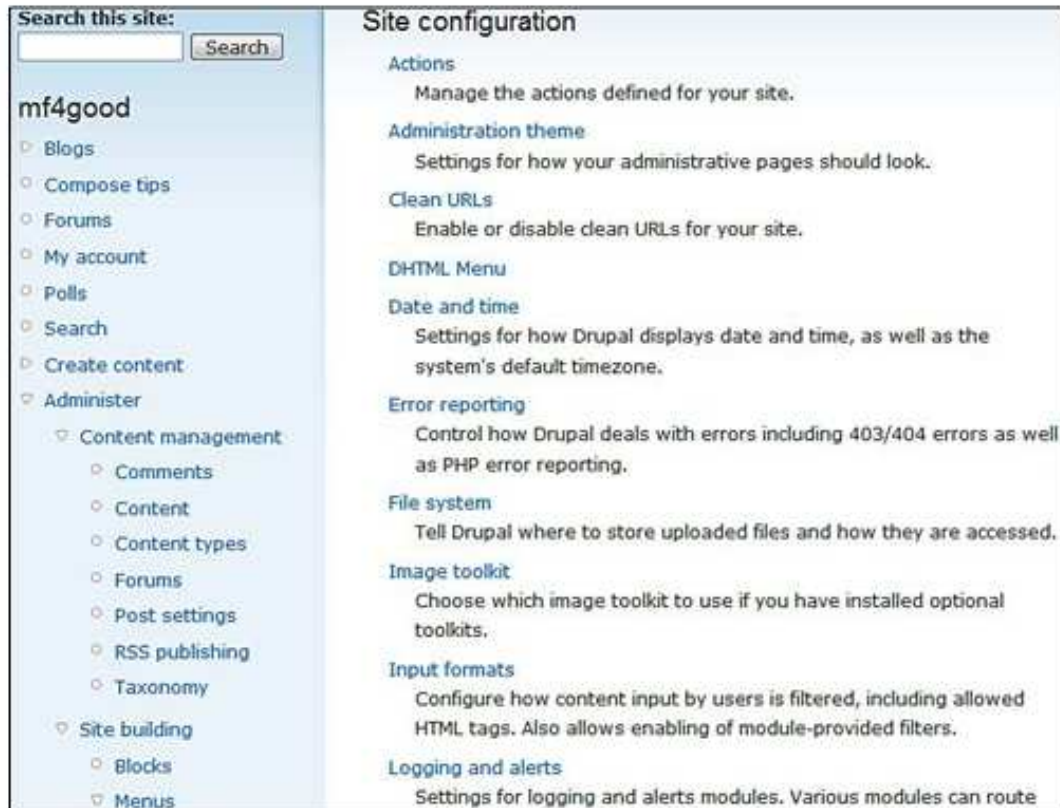 Search this site:
Search
mf4good
Blogs
Compose tips
Forums
My account
Polls
Search
Create content
Administer
Content management
Comments
Content
Content types
Forums
Post settings
RSS publishing
Taxonomy
Site building
Blocks
Menus
Site configuration
Actions
Manage the actions defined for your site.
Administration theme
Settings for how your administrative pages should look.
Clean URLs
Enable or disable clean URLs for your site.
DHTML Menu
Date and time
Settings for how Drupal displays date and time, as well as the
system's default timezone.
Error reporting
Control how Drupal deals with errors including 403/404 errors as well
as PHP error reporting.
File system
Tell Drupal where to store uploaded files and how they are accessed.
Image toolkit
Choose which image toolkit to use if you have installed optional
toolkits.
Input formats
Configure how content input by users is filtered, including allowed
HTML tags. Also allows enabling of module-provided filters.
Logging and alerts
Settings for logging and alerts modules. Various modules can route